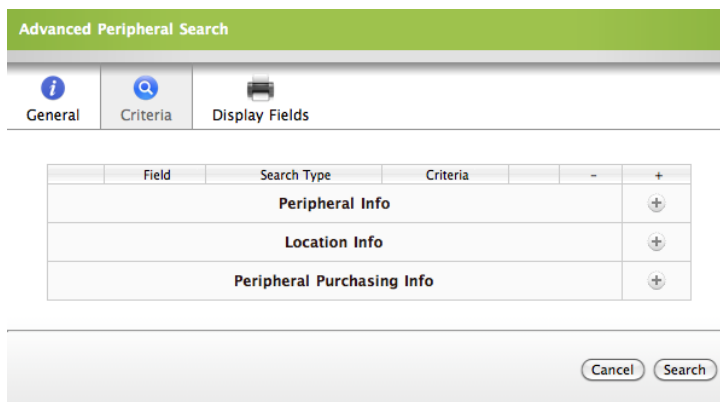 Advanced Peripheral Search
General Criteria Display Fields
Field Search Type Criteria - +
Peripheral Info +
Location Info +
Peripheral Purchasing Info +
Cancel Search